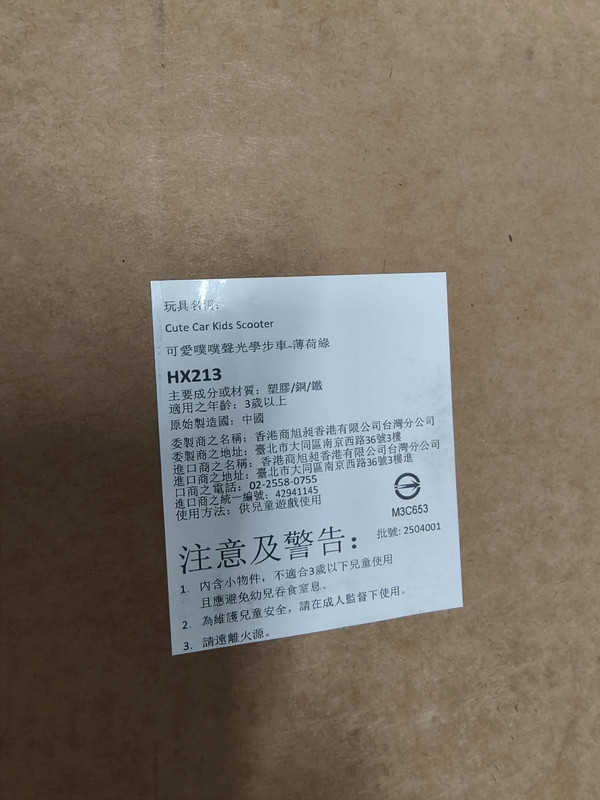 玩具名稱:
Cute Car Kids Scooter
可愛噗噗聲光學步車-薄荷綠
HX213
主要成分或材質：塑膠/銅/鐵
適用之年齡：3歲以上
原始製造國：中國
委製商之名稱：香港商旭昶香港有限公司台灣分公司
委製商之地址：臺北市大同區南京西路36號3樓
進口商之名稱：香港商旭昶香港有限公司台灣分公司
進口商之地址：臺北市大同區南京西路36號3樓進
口商之電話：02-2558-0755
進口商之統一編號：42941145
使用方法：供兒童遊戲使用
M3C653
批號: 2504001
注意及警告：
1. 內含小物件，不適合3歲以下兒童使用
且應避免幼兒吞食窒息。
2. 為維護兒童安全，請在成人監督下使用。
3. 請遠離火源。